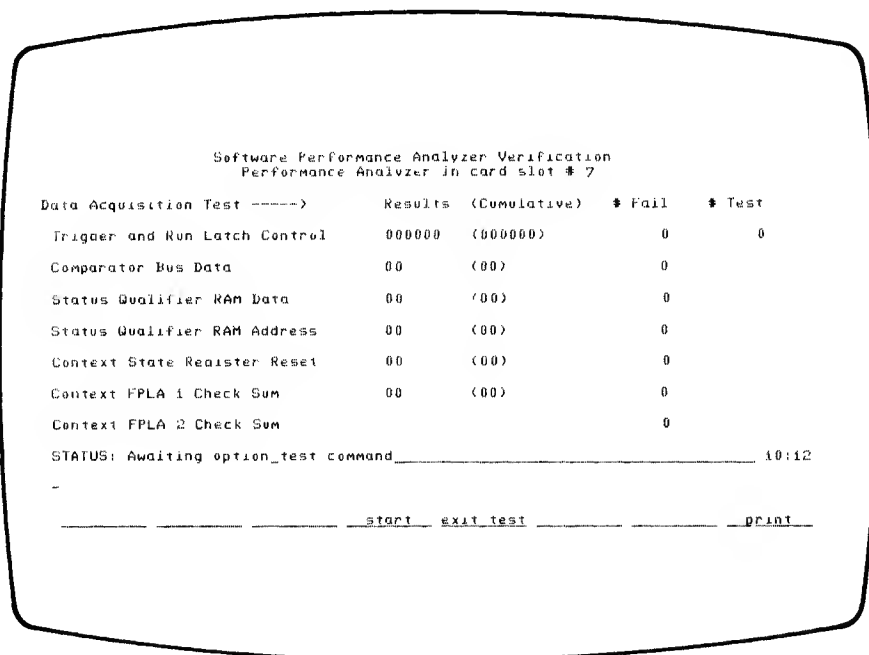 Software Performance Analyzer Verification
Performance Analyzer in card slot # 7
Data Acquisition Test -----> Results (Cumulative) # Fail # Test
Trigger and Run Latch Control 000000 (000000) 0 0
Comparator Bus Data 00 (00) 0
Status Qualifier RAM Data 00 (00) 0
Status Qualifier RAM Address 00 (00) 0
Context State Register Reset 00 (00) 0
Context FPLA 1 Check Sum 00 (00) 0
Context FPLA 2 Check Sum 0
STATUS: Awaiting option_test command 10:12
start exit test print